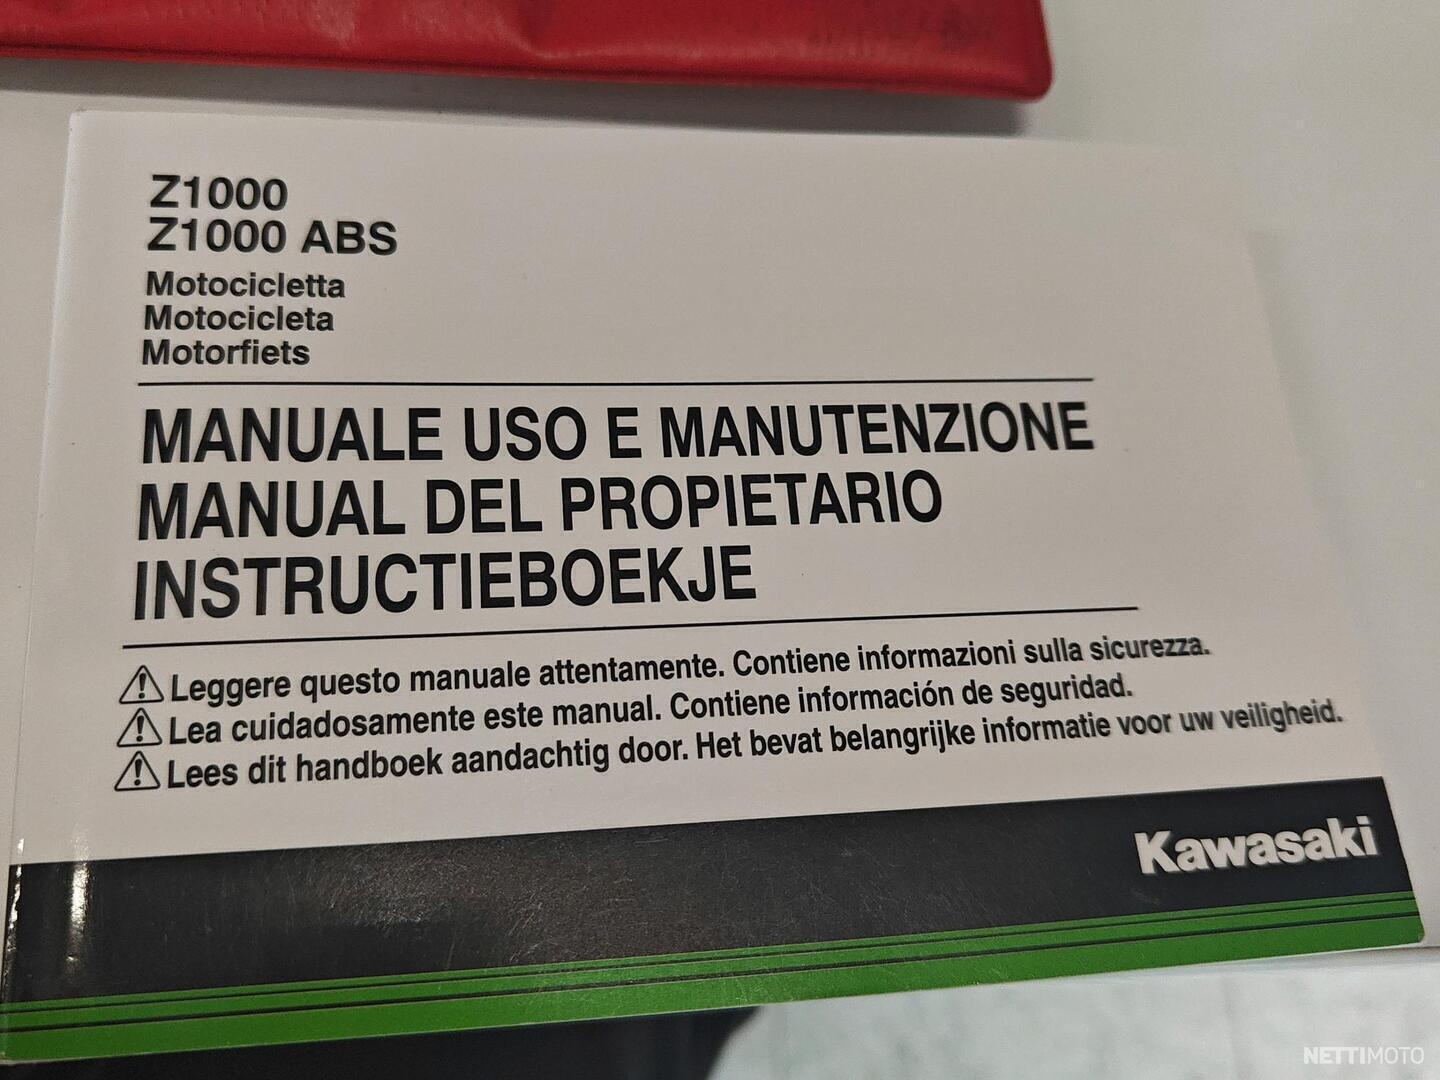 Z1000
Z1000 ABS
Motocicletta
Motocicleta
Motorfiets
MANUALE USO E MANUTENZIONE
MANUAL DEL PROPIETARIO
INSTRUCTIEBOEKJE
Leggere questo manuale attentamente. Contiene informazioni sulla sicurezza.
Lea cuidadosamente este manual. Contiene información de seguridad.
Lees dit handboek aandachtig door. Het bevat belangrijke informatie voor uw veiligheid.
Kawasaki
NETTIMOTO